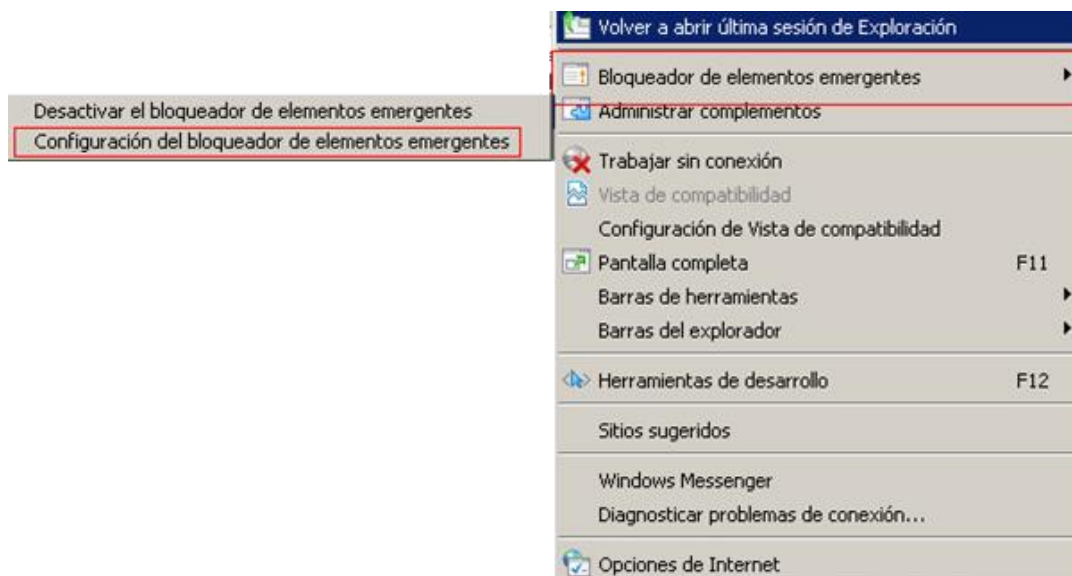 Volver a abrir última sesión de Exploración
Bloqueador de elementos emergentes
Desactivar el bloqueador de elementos emergentes
Configuración del bloqueador de elementos emergentes
Administrar complementos
Trabajar sin conexión
Vista de compatibilidad
Configuración de Vista de compatibilidad
Pantalla completa F11
Barras de herramientas
Barras del explorador
Herramientas de desarrollo F12
Sitios sugeridos
Windows Messenger
Diagnosticar problemas de conexión...
Opciones de Internet